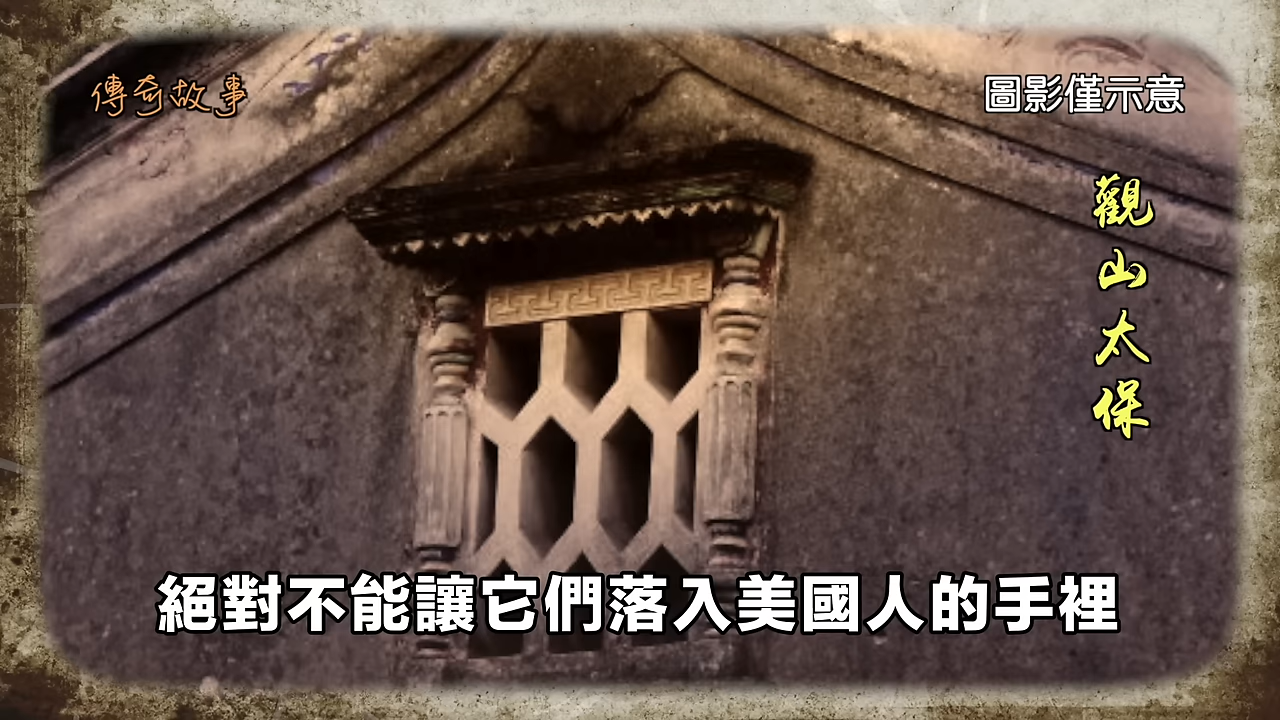 傳奇故事
圖影僅示意
觀山太保
絕對不能讓它們落入美國人的手裡